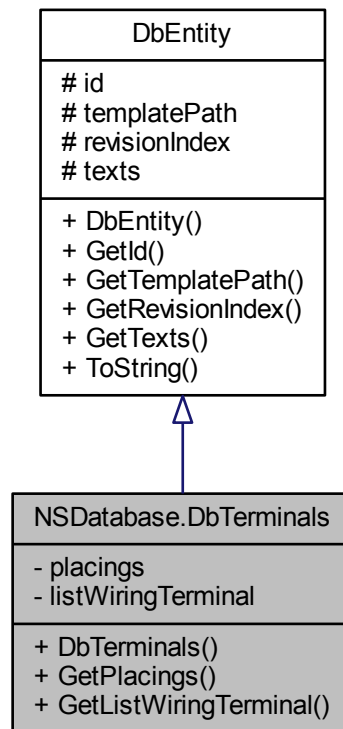 DbEntity
# id
# templatePath
# revisionIndex
# texts
+ DbEntity()
+ GetId()
+ GetTemplatePath()
+ GetRevisionIndex()
+ GetTexts()
+ ToString()
NSDatabase.DbTerminals
- placings
- listWiringTerminal
+ DbTerminals()
+ GetPlacings()
+ GetListWiringTerminal()